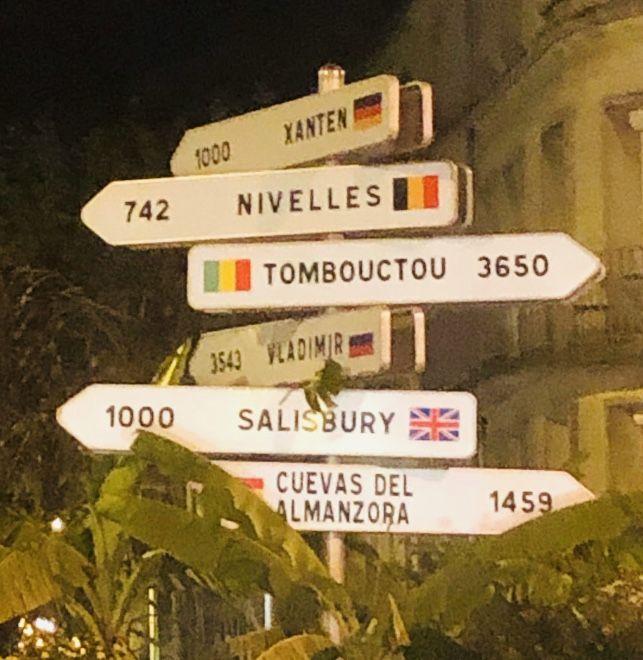 1000 XANTEN
742 NIVELLES
TOMBOUCTOU 3650
3543 VLADIMIR
1000 SALISBURY
CUEVAS DEL
ALMANZORA 1459